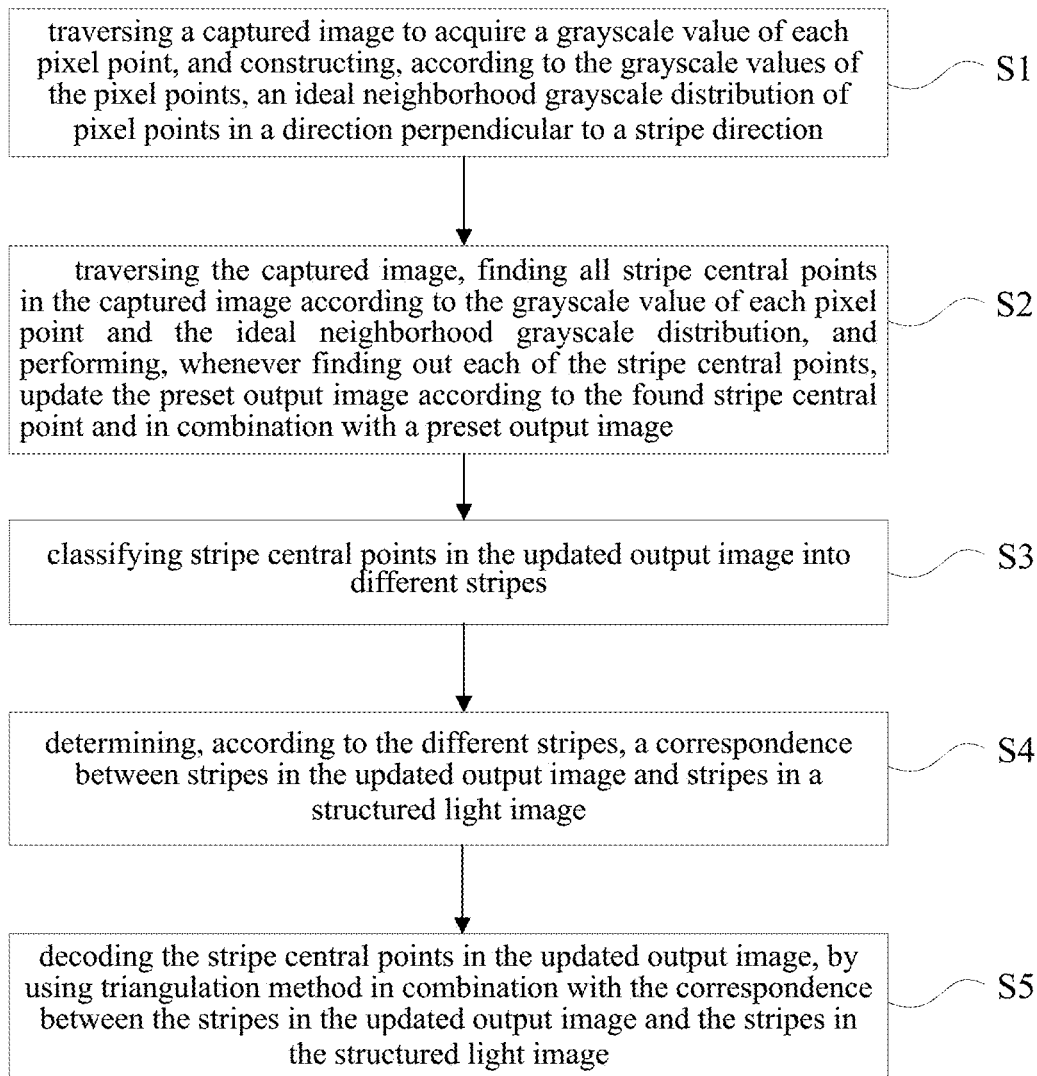 traversing a captured image to acquire a grayscale value of each
pixel point, and constructing, according to the grayscale values of
the pixel points, an ideal neighborhood grayscale distribution of
pixel points in a direction perpendicular to a stripe direction
S1
traversing the captured image, finding all stripe central points
in the captured image according to the grayscale value of each pixel
point and the ideal neighborhood grayscale distribution, and
performing, whenever finding out each of the stripe central points,
update the preset output image according to the found stripe central
point and in combination with a preset output image
S2
classifying stripe central points in the updated output image into
different stripes
S3
determining, according to the different stripes, a correspondence
between stripes in the updated output image and stripes in a
structured light image
S4
decoding the stripe central points in the updated output image, by
using triangulation method in combination with the correspondence
between the stripes in the updated output image and the stripes in
the structured light image
S5